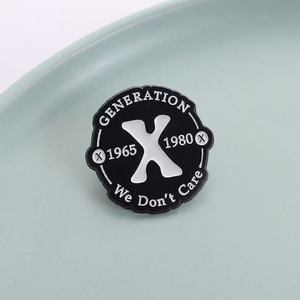 GENERATION
X 1965 X 1980 X
We Don't Care